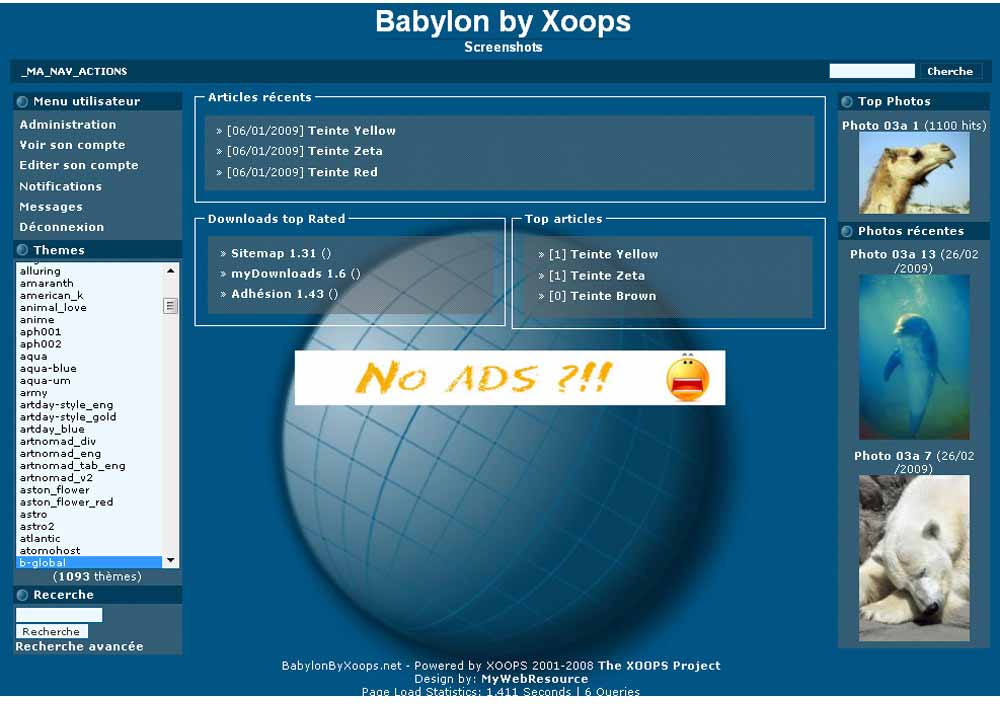 Babylon by Xoops
Screenshots
_MA_NAV_ACTIONS
Cherche
Menu utilisateur
Administration
Voir son compte
Editer son compte
Notifications
Messages
Déconnexion
Themes
alluring
amaranth
american_k
animal_love
anime
aph001
aph002
aqua
aqua-blue
aqua-um
army
artday-style_eng
artday-style_gold
artday_blue
artnomad_div
artnomad_eng
artnomad_tab_eng
artnomad_v2
aston_flower
aston_flower_red
astro
astro2
atlantic
atomohost
b-global
(1093 thèmes)
Recerche
Recherche
Recherche avancée
Articles récents
» [06/01/2009] Teinte Yellow
» [06/01/2009] Teinte Zeta
» [06/01/2009] Teinte Red
Downloads top Rated
» Sitemap 1.31 ()
» myDownloads 1.6 ()
» Adhésion 1.43 ()
Top articles
» [1] Teinte Yellow
» [1] Teinte Zeta
» [0] Teinte Brown
No ADS ?!!
Top Photos
Photo 03a 1 (1100 hits)
Photos récentes
Photo 03a 13 (26/02
/2009)
Photo 03a 7 (26/02
/2009)
BabylonByXoops.net - Powered by XOOPS 2001-2008 The XOOPS Project
Design by: MyWebResource
Page Load Statistics: 1,411 Seconds | 6 Queries